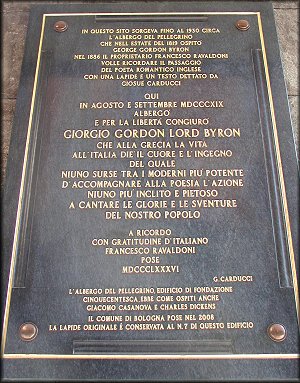 IN QUESTO SITO SORGEVA FINO AL 1930 CIRCA
L'ALBERGO DEL PELLEGRINO
CHE NELL'ESTATE DEL 1819 OSPITÒ
GEORGE GORDON BYRON
NEL 1886 IL PROPRIETARIO FRANCESCO RAVALDONI
VOLLE RICORDARE IL PASSAGGIO
DEL POETA ROMANTICO INGLESE
CON UNA LAPIDE E UN TESTO DETTATO DA
GIOSUE CARDUCCI
QUI
IN AGOSTO E SETTEMBRE MDCCCXIX
ALBERGÒ
E PER LA LIBERTÀ CONGIURÒ
GIORGIO GORDON LORD BYRON
CHE ALLA GRECIA LA VITA
ALL'ITALIA DIE IL CUORE E L'INGEGNO
DEL QUALE
NIUNO SURSE TRA I MODERNI PIÙ POTENTE
D'ACCOMPAGNARE ALLA POESIA L'AZIONE
NIUNO PIÙ INCLITO E PIETOSO
A CANTARE LE GLORIE E LE SVENTURE
DEL NOSTRO POPOLO
A RICORDO
CON GRATITUDINE D'ITALIANO
FRANCESCO RAVALDONI
POSE
MDCCCLXXXVI
G. CARDUCCI
L'ALBERGO DEL PELLEGRINO, EDIFICIO DI FONDAZIONE
CINQUECENTESCA, EBBE COME OSPITI ANCHE
GIACOMO CASANOVA E CHARLES DICKENS
IL COMUNE DI BOLOGNA POSE NEL 2008
LA LAPIDE ORIGINALE È CONSERVATA AL N. 7 DI QUESTO EDIFICIO